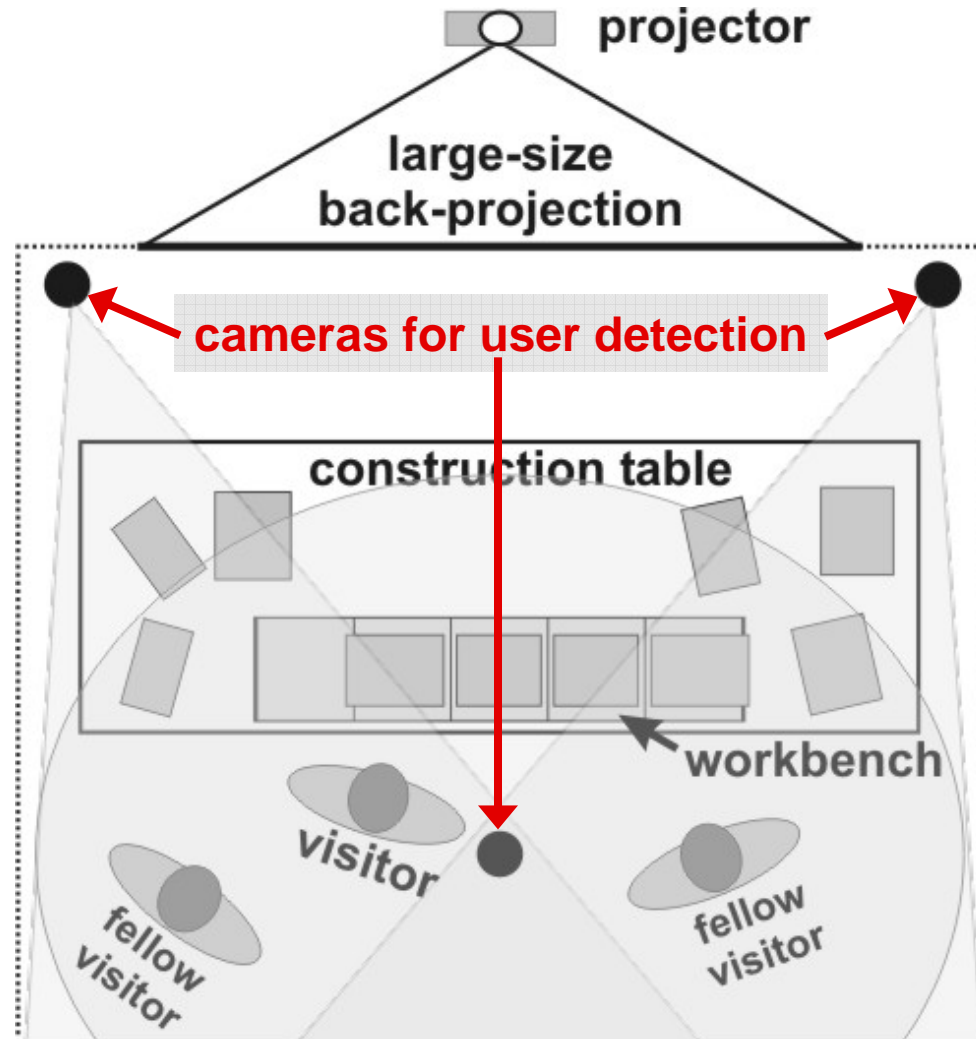 projector
large-size
back-projection
cameras for user detection
construction table
workbench
visitor
fellow
visitor
fellow
visitor